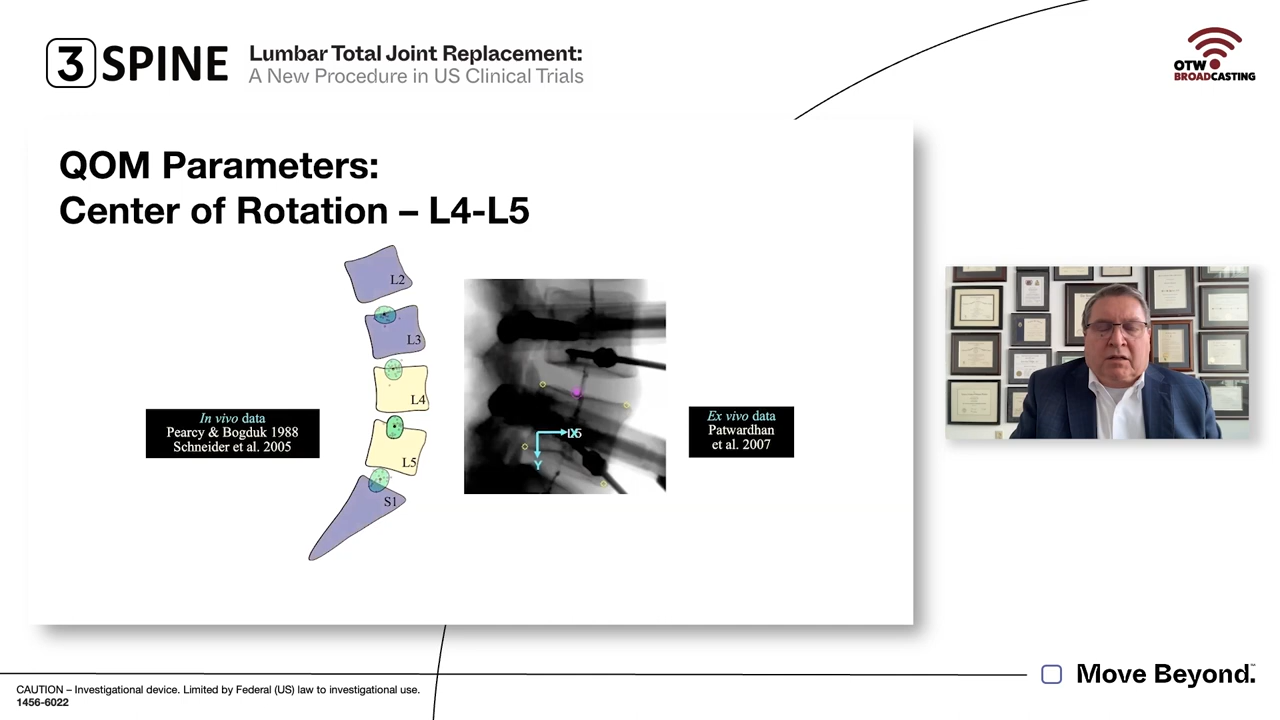 3SPINE
Lumbar Total Joint Replacement:
A New Procedure in US Clinical Trials
OTW
BROADCASTING
QOM Parameters:
Center of Rotation – L4-L5
L2
L3
L4
L5
S1
In vivo data
Pearcy & Bogduk 1988
Schneider et al. 2005
Y
Ex vivo data
Patwardhan
et al. 2007
Move Beyond.
CAUTION – Investigational device. Limited by Federal (US) law to investigational use.
1456-6022